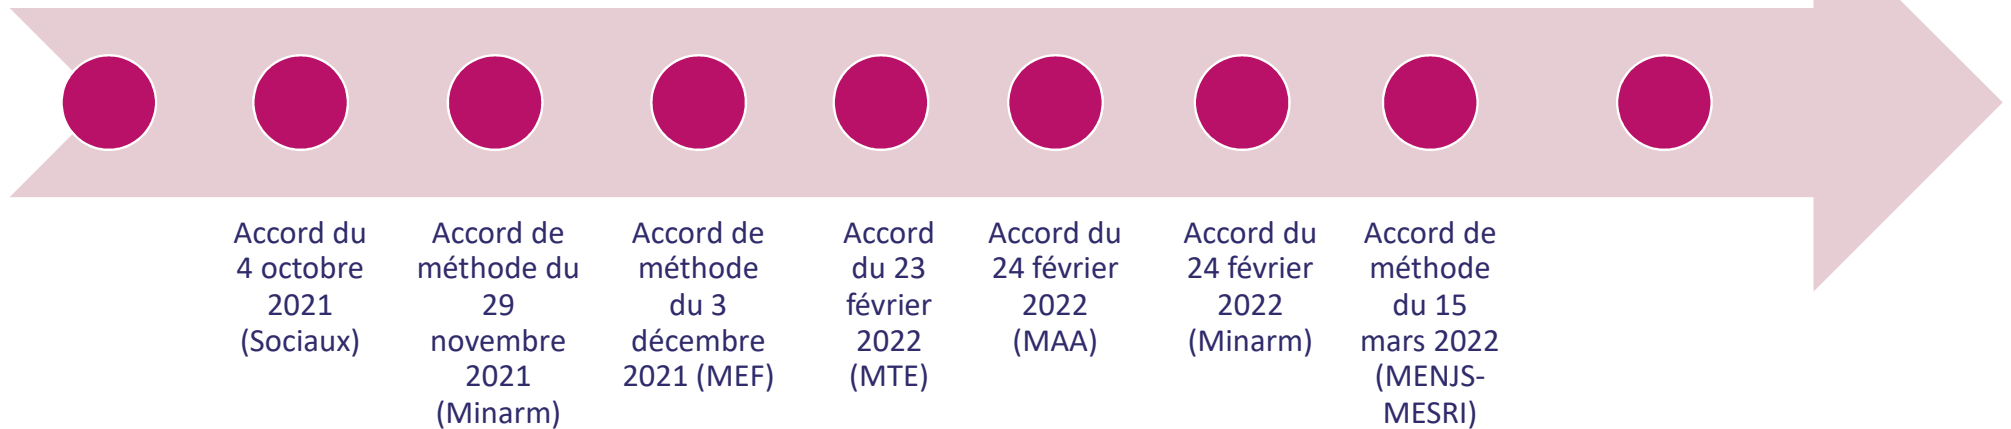 Accord du
4 octobre
2021
(Sociaux)
Accord de
méthode du
29
novembre
2021
(Minarm)
Accord de
méthode
du 3
décembre
2021 (MEF)
Accord
du 23
février
2022
(MTE)
Accord du
24 février
2022
(MAA)
Accord du
24 février
2022
(Minarm)
Accord de
méthode
du 15
mars 2022
(MENJS-
MESRI)